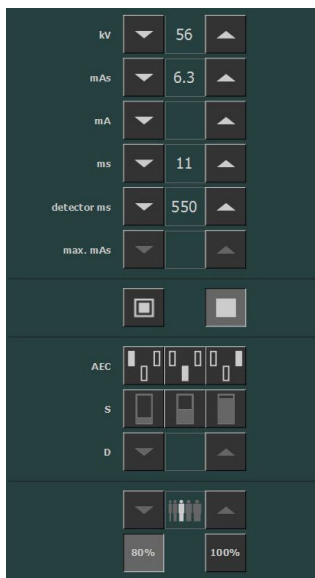 kV 56
mAs 6.3
mA
ms 11
detector ms 550
max. mAs
AEC
S
D
80% 100%